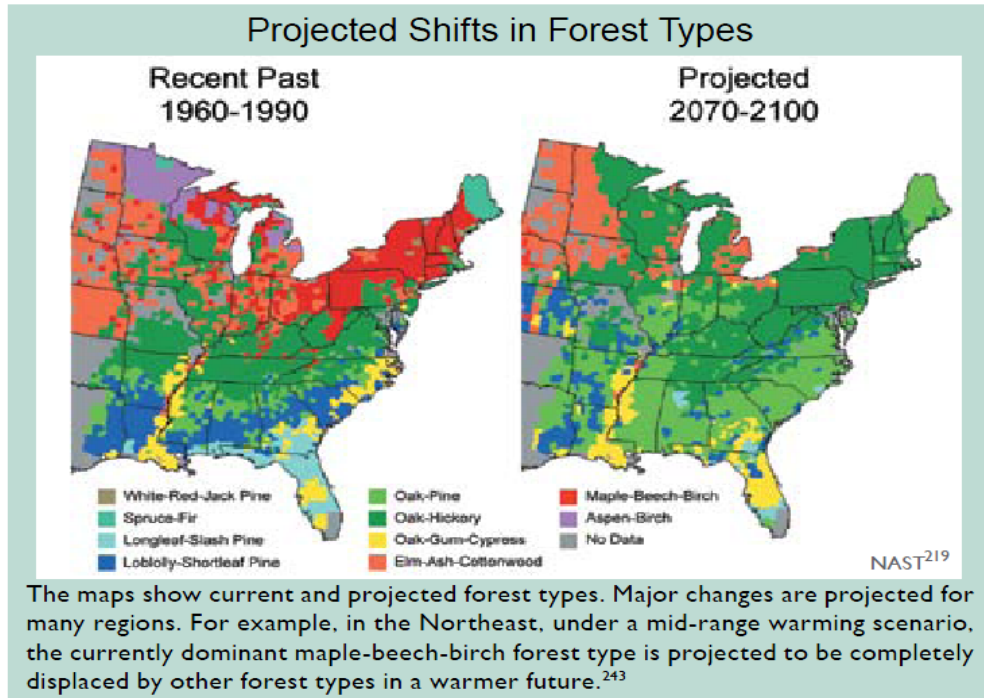 Projected Shifts in Forest Types
Recent Past
1960-1990
Projected
2070-2100
White-Red-Jack Pine
Spruce-Fir
Longleaf-Slash Pine
Loblolly-Shortleaf Pine
Oak-Pine
Oak-Hickory
Oak-Gum-Cypress
Elm-Ash-Cottonwood
Maple-Beech-Birch
Aspen-Birch
No Data
NAST219
The maps show current and projected forest types. Major changes are projected for
many regions. For example, in the Northeast, under a mid-range warming scenario,
the currently dominant maple-beech-birch forest type is projected to be completely
displaced by other forest types in a warmer future.243